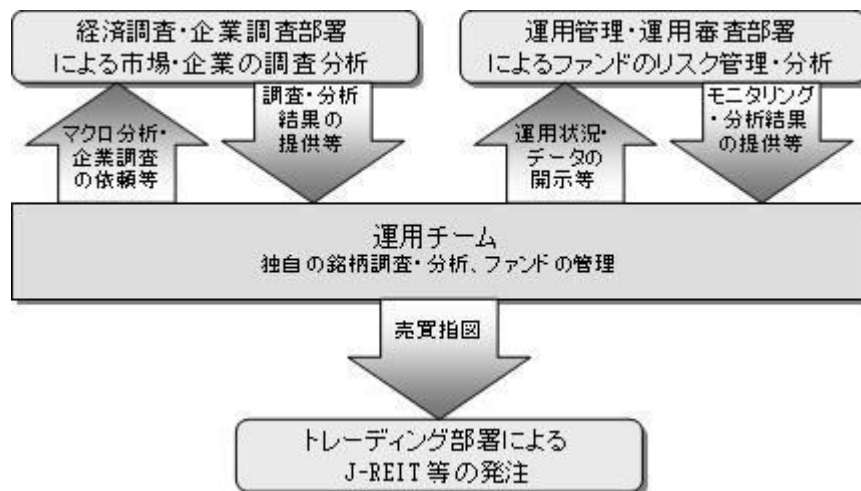 経済調査・企業調査部署
による市場・企業の調査分析
運用管理・運用審査部署
によるファンドのリスク管理・分析
マクロ分析・
企業調査
の依頼等
調査・分析
結果の
提供等
運用状況・
データの
開示等
モニタリング
・分析結果
の提供等
運用チーム
独自の銘柄調査・分析、ファンドの管理
売買指図
トレーディング部署による
J-REIT等の発注